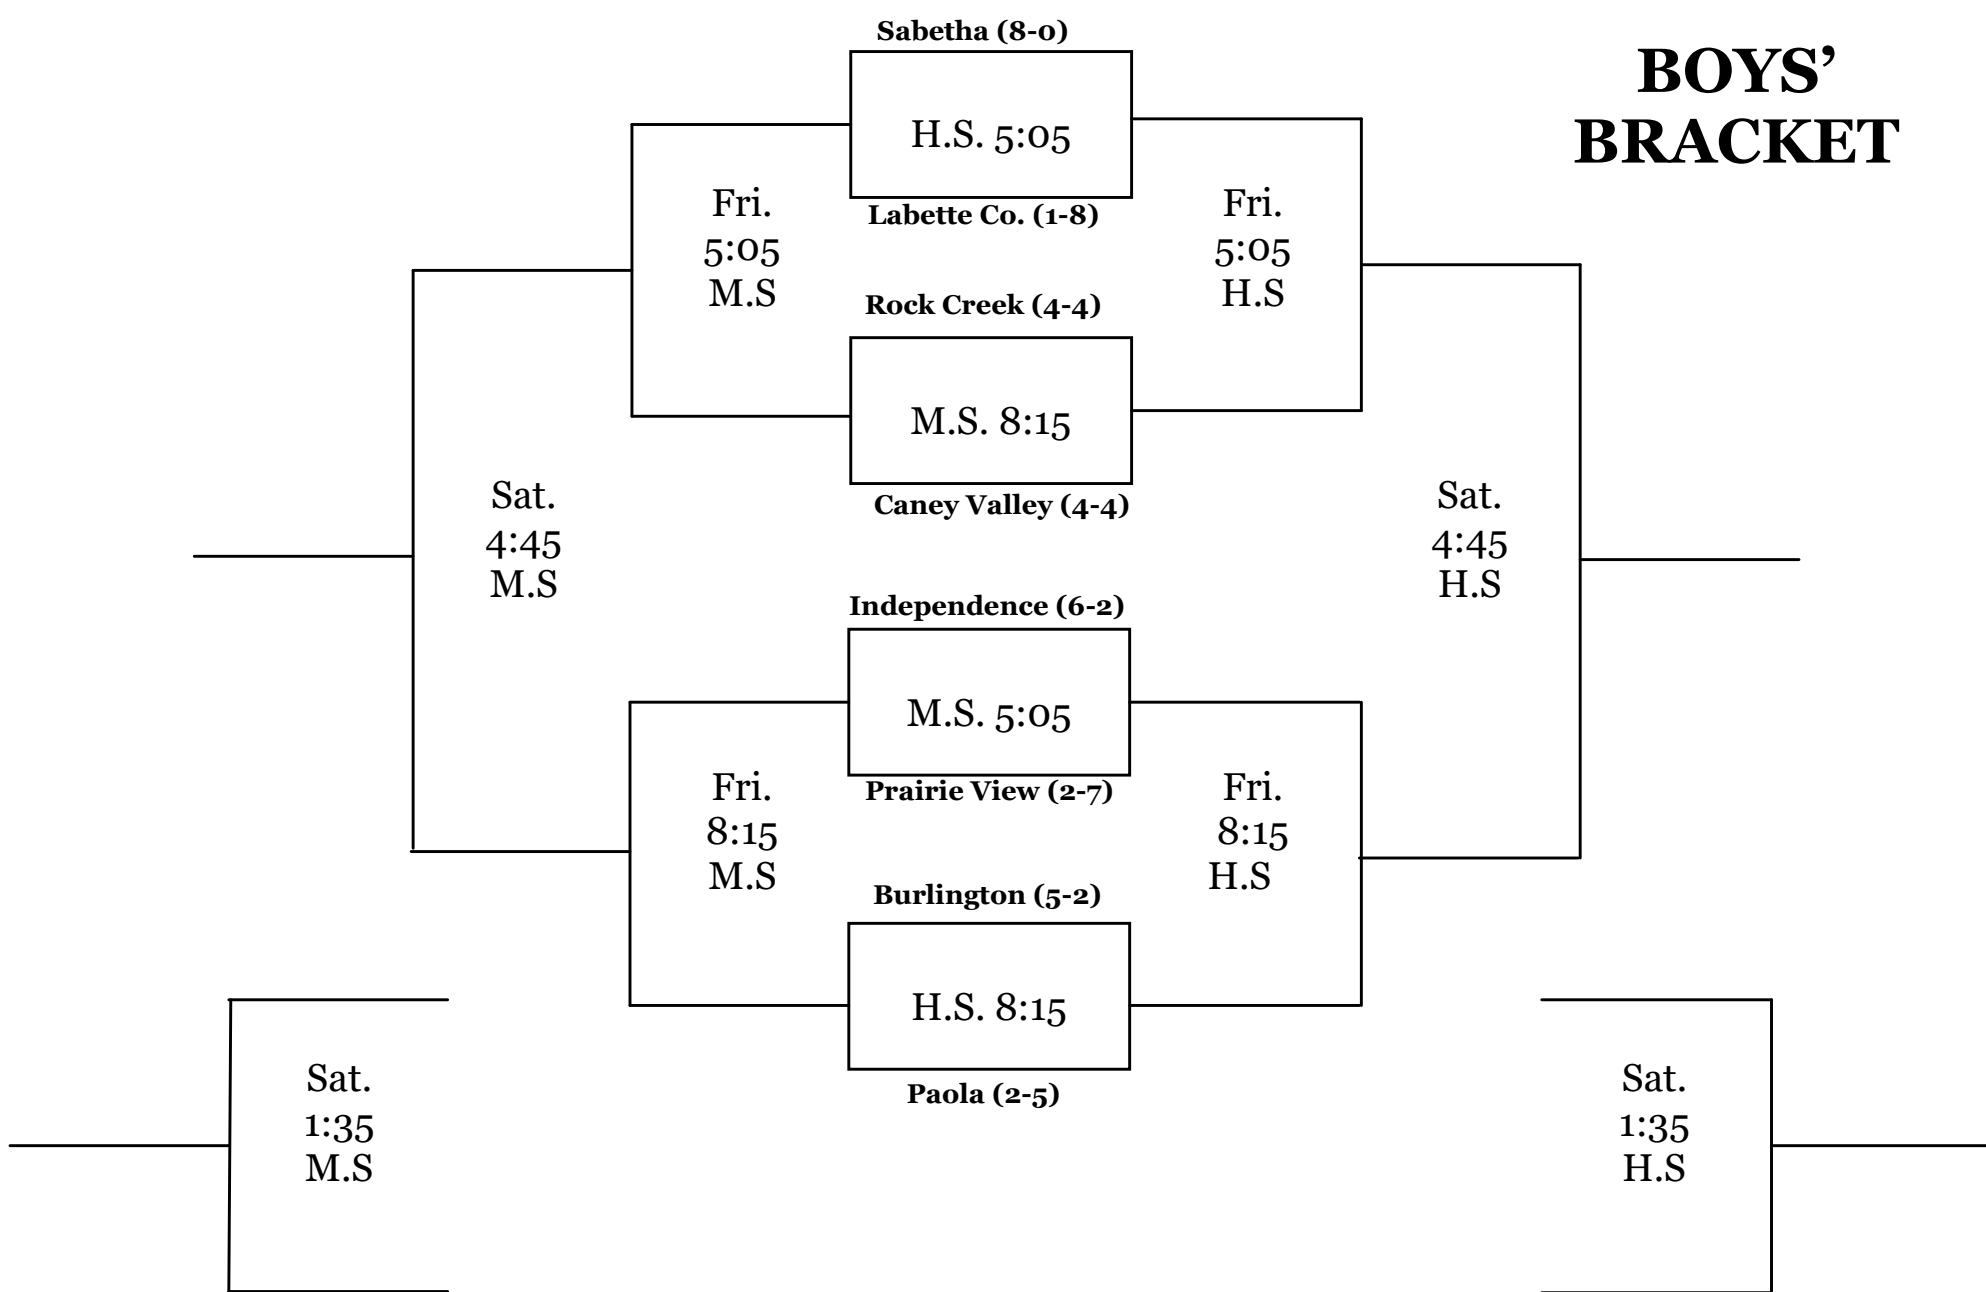 BOYS’
BRACKET
Sabetha (8-0)
H.S. 5:05
Labette Co. (1-8)
Fri.
5:05
M.S
Fri.
5:05
H.S
Rock Creek (4-4)
M.S. 8:15
Caney Valley (4-4)
Sat.
4:45
M.S
Sat.
4:45
H.S
Independence (6-2)
M.S. 5:05
Prairie View (2-7)
Fri.
8:15
M.S
Fri.
8:15
H.S
Burlington (5-2)
H.S. 8:15
Paola (2-5)
Sat.
1:35
M.S
Sat.
1:35
H.S